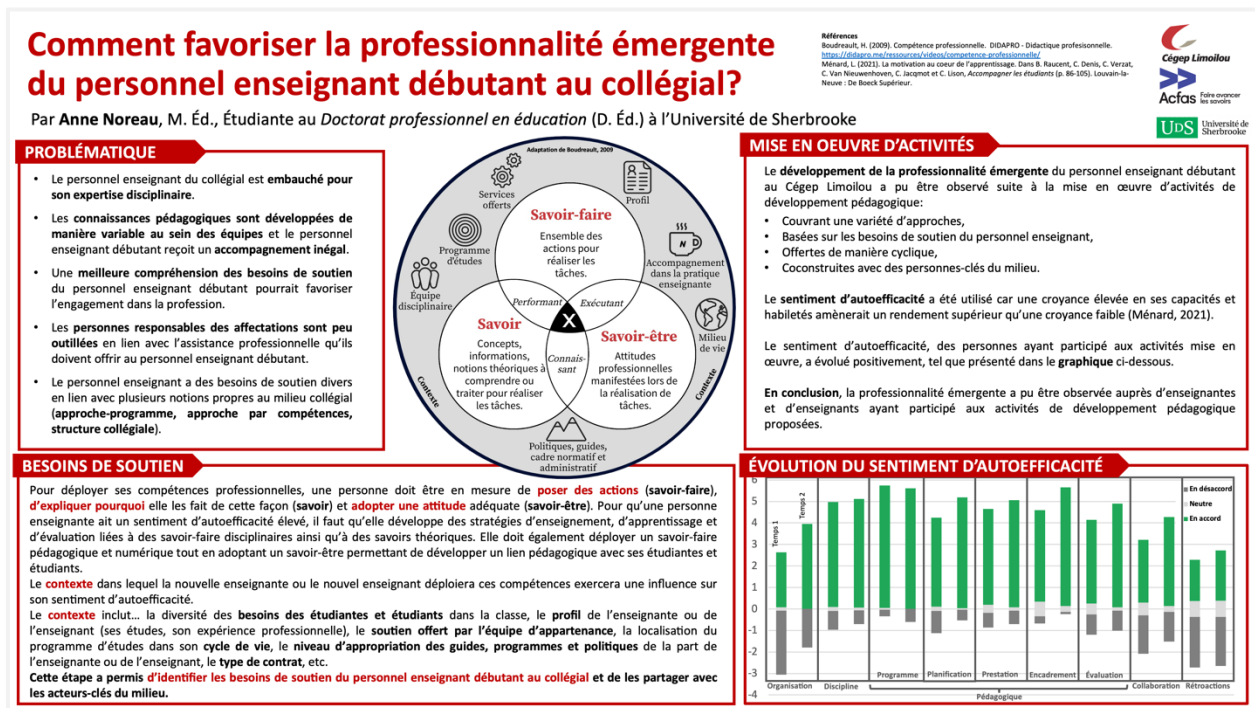 Comment favoriser la professionnalité émergente
du personnel enseignant débutant au collégial?
Par Anne Noreau, M. Éd., Étudiante au Doctorat professionnel en éducation (D. Éd.) à l'Université de Sherbrooke
Références
Boudreault, H. (2009). Compétence professionnelle. DIDAPRO - Didactique profesisonnelle.
https://didapro.me/ressources/videos/competence-professionnelle/
Ménard, L. (2021). La motivation au coeur de l'apprentissage. Dans B. Raucent, C. Denis, C. Verzat,
C. Van Nieuwenhoven, C. Jacqmot et C. Lison, Accompagner les étudiants (p. 86-105). Louvain-la-
Neuve : De Boeck Supérieur.
Cégep Limoilou
Acfas Faire avancer
les savoirs
UDS Université de
Sherbrooke
PROBLÉMATIQUE
• Le personnel enseignant du collégial est embauché pour
son expertise disciplinaire.
• Les connaissances pédagogiques sont développées de
manière variable au sein des équipes et le personnel
enseignant débutant reçoit un accompagnement inégal.
• Une meilleure compréhension des besoins de soutien
du personnel enseignant débutant pourrait favoriser
l'engagement dans la profession.
• Les personnes responsables des affectations sont peu
outillées en lien avec l'assistance professionnelle qu'ils
doivent offrir au personnel enseignant débutant.
• Le personnel enseignant a des besoins de soutien divers
en lien avec plusieurs notions propres au milieu collégial
(approche-programme, approche par compétences,
structure collégiale).
Adaptation de Boudreault, 2009
Services
offerts
Profil
Programme
d'études
Accompagnement
dans la pratique
enseignante
Équipe
disciplinaire
Milieu
de vie
Savoir-faire
Ensemble des
actions pour
réaliser les
tâches.
Performant
Exécutant
X
Savoir
Concepts,
informations,
notions théoriques à
comprendre ou
traiter pour réaliser
les tâches.
Connais-
sant
Savoir-être
Attitudes
professionnelles
manifestées lors de
la réalisation de
tâches.
Contexte
Contexte
Politiques, guides,
cadre normatif et
administratif
MISE EN OEUVRE D'ACTIVITÉS
Le développement de la professionnalité émergente du personnel enseignant débutant
au Cégep Limoilou a pu être observé suite à la mise en œuvre d'activités de
développement pédagogique:
• Couvrant une variété d'approches,
• Basées sur les besoins de soutien du personnel enseignant,
• Offertes de manière cyclique,
• Coconstruites avec des personnes-clés du milieu.
Le sentiment d'autoefficacité a été utilisé car une croyance élevée en ses capacités et
habiletés amènerait un rendement supérieur qu'une croyance faible (Ménard, 2021).
Le sentiment d'autoefficacité, des personnes ayant participé aux activités mise en
œuvre, a évolué positivement, tel que présenté dans le graphique ci-dessous.
En conclusion, la professionnalité émergente a pu être observée auprès d'enseignantes
et d'enseignants ayant participé aux activités de développement pédagogique
proposées.
BESOINS DE SOUTIEN
Pour déployer ses compétences professionnelles, une personne doit être en mesure de poser des actions (savoir-faire),
d'expliquer pourquoi elle les fait de cette façon (savoir) et adopter une attitude adéquate (savoir-être). Pour qu'une personne
enseignante ait un sentiment d'autoefficacité élevé, il faut qu'elle développe des stratégies d'enseignement, d'apprentissage et
d'évaluation liées à des savoir-faire disciplinaires ainsi qu'à des savoirs théoriques. Elle doit également déployer un savoir-faire
pédagogique et numérique tout en adoptant un savoir-être permettant de développer un lien pédagogique avec ses étudiantes et
étudiants.
Le contexte dans lequel la nouvelle enseignante ou le nouvel enseignant déploiera ces compétences exercera une influence sur
son sentiment d'autoefficacité.
Le contexte inclut... la diversité des besoins des étudiantes et étudiants dans la classe, le profil de l'enseignante ou de
l'enseignant (ses études, son expérience professionnelle), le soutien offert par l'équipe d'appartenance, la localisation du
programme d'études dans son cycle de vie, le niveau d'appropriation des guides, programmes et politiques de la part de
l'enseignante ou de l'enseignant, le type de contrat, etc.
Cette étape a permis d'identifier les besoins de soutien du personnel enseignant débutant au collégial et de les partager avec
les acteurs-clés du milieu.
ÉVOLUTION DU SENTIMENT D'AUTOEFFICACITÉ
6
5
4
3
2
1
0
-1
-2
-3
-4
Temps 1
Temps 2
En désaccord
Neutre
En accord
Organisation
Discipline
Programme
Planification
Prestation
Encadrement
Évaluation
Collaboration
Rétroactions
Pédagogique